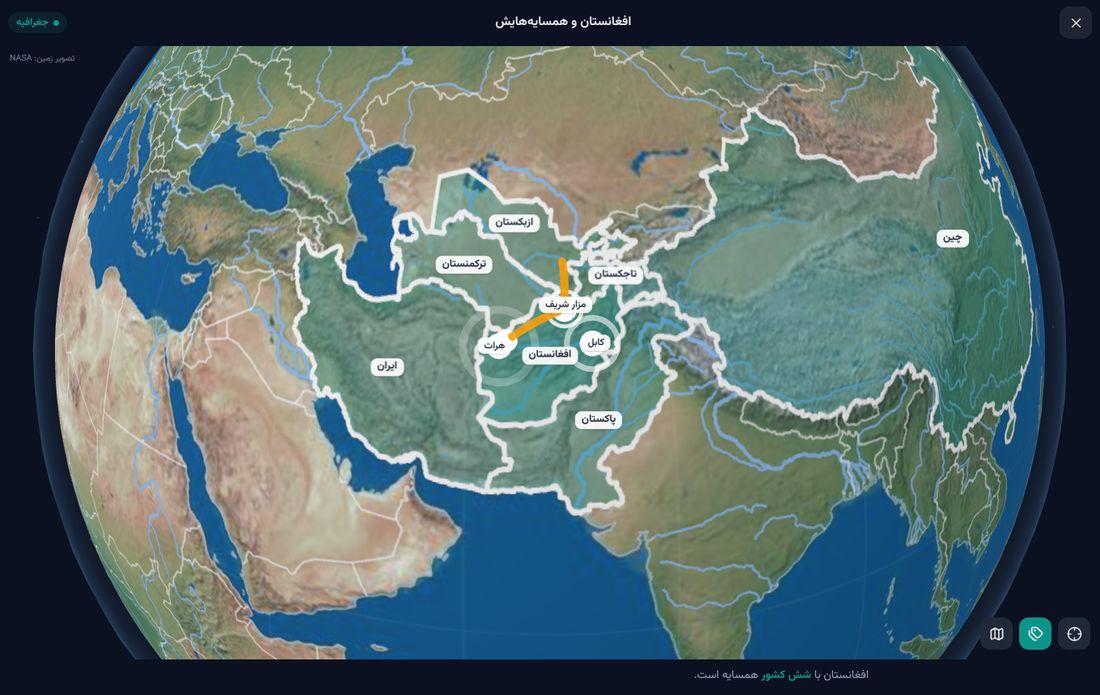 افغانستان و همسایه‌هایش
جغرافیه
تصویر زمین: NASA
ازبکستان
چین
ترکمنستان
تاجکستان
مزار شریف
هرات
کابل
افغانستان
ایران
پاکستان
افغانستان با شش کشور همسایه است.